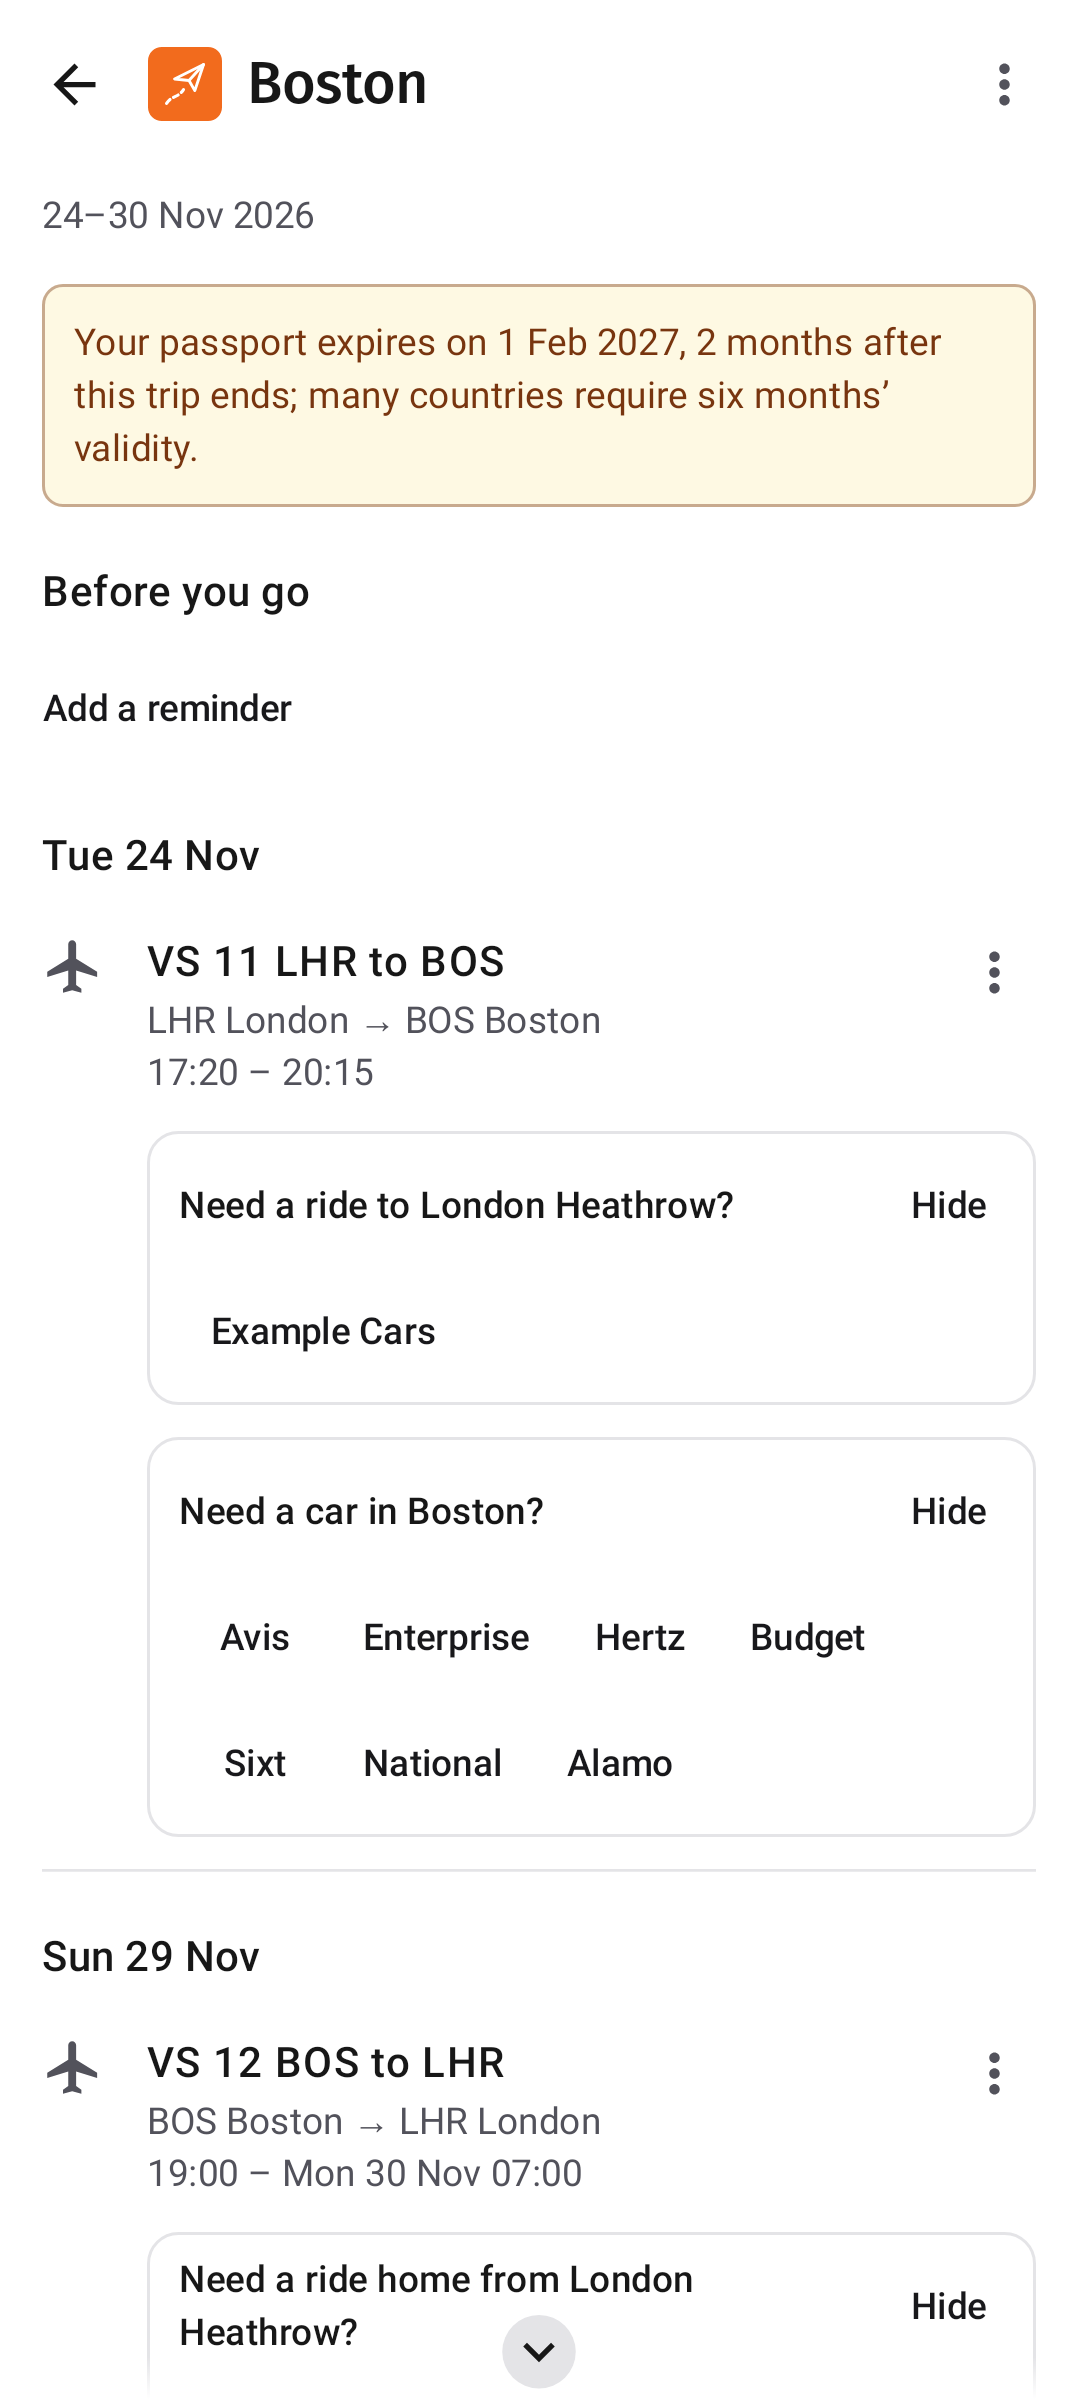 Boston
24–30 Nov 2026
Your passport expires on 1 Feb 2027, 2 months after
this trip ends; many countries require six months’
validity.
Before you go
Add a reminder
Tue 24 Nov
VS 11 LHR to BOS
LHR London → BOS Boston
17:20 – 20:15
Need a ride to London Heathrow?
Hide
Example Cars
Need a car in Boston?
Hide
Avis Enterprise Hertz Budget
Sixt National Alamo
Sun 29 Nov
VS 12 BOS to LHR
BOS Boston → LHR London
19:00 – Mon 30 Nov 07:00
Need a ride home from London
Heathrow?
Hide